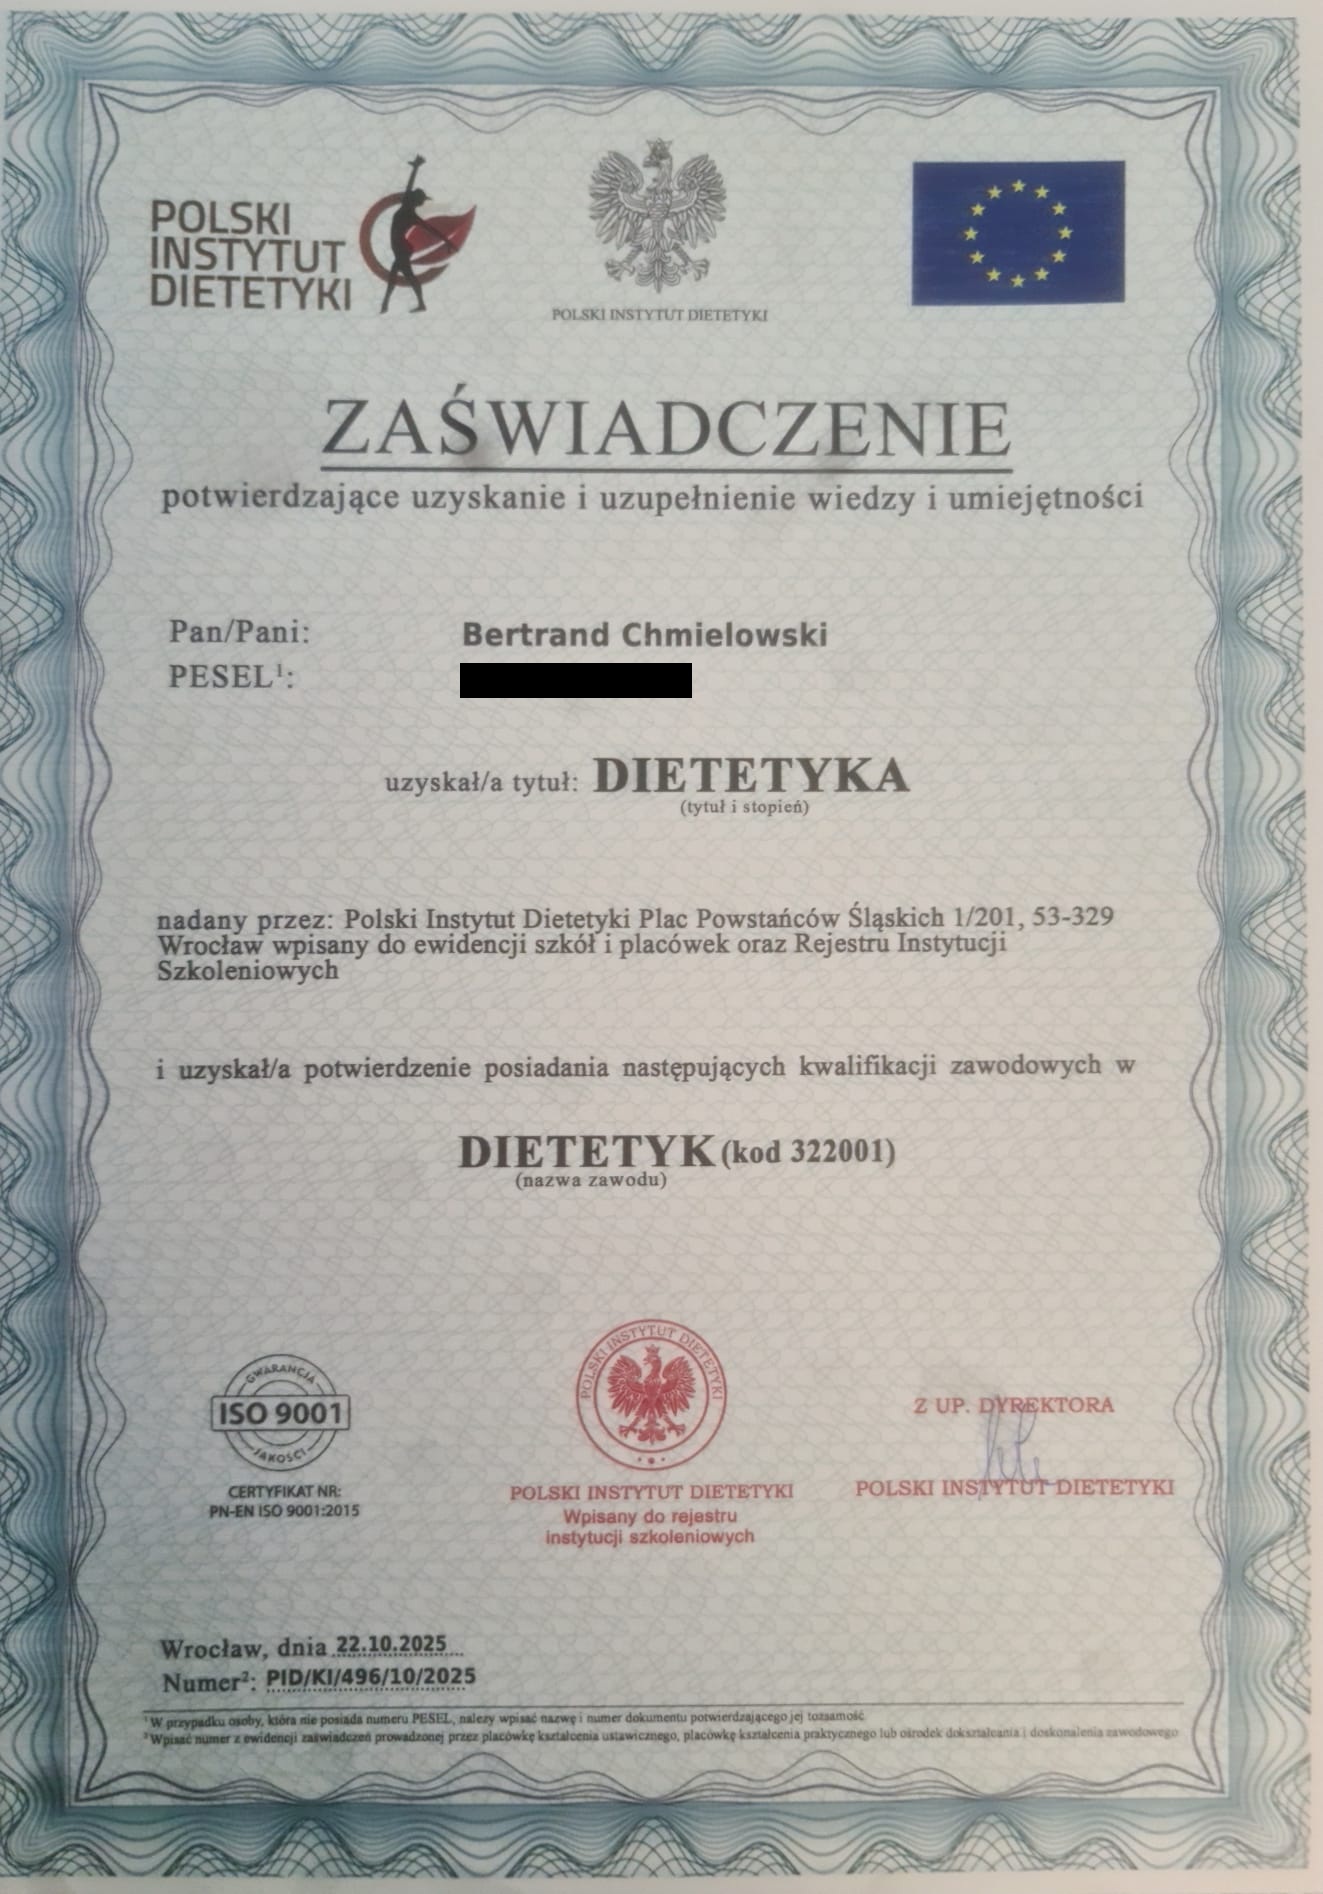 POLSKI
INSTYTUT
DIETETYKI
POLSKI INSTYTUT DIETETYKI
ZAŚWIADCZENIE
potwierdzające uzyskanie i uzupełnienie wiedzy i umiejętności
Pan/Pani: Bertrand Chmielowski
PESEL¹:
uzyskał/a tytuł: DIETETYKA
(tytuł i stopień)
nadany przez: Polski Instytut Dietetyki Plac Powstańców Śląskich 1/201, 53-329
Wrocław wpisany do ewidencji szkół i placówek oraz Rejestru Instytucji
Szkoleniowych
i uzyskał/a potwierdzenie posiadania następujących kwalifikacji zawodowych w
DIETETYK (kod 322001)
(nazwa zawodu)
GWARANCJA
ISO 9001
JAKOŚCI
CERTYFIKAT NR:
PN-EN ISO 9001:2015
POLSKI INSTYTUT DIETETYKI
POLSKI INSTYTUT DIETETYKI
Wpisany do rejestru
instytucji szkoleniowych
Z UP. DYREKTORA
POLSKI INSTYTUT DIETETYKI
Wrocław, dnia 22.10.2025
Numer²: PID/KI/496/10/2025
¹ W przypadku osoby, która nie posiada numeru PESEL, należy wpisać nazwę i numer dokumentu potwierdzającego jej tożsamość
² Wpisać numer z ewidencji zaświadczeń prowadzonej przez placówkę kształcenia ustawicznego, placówkę kształcenia praktycznego lub ośrodek dokształcania i doskonalenia zawodowego